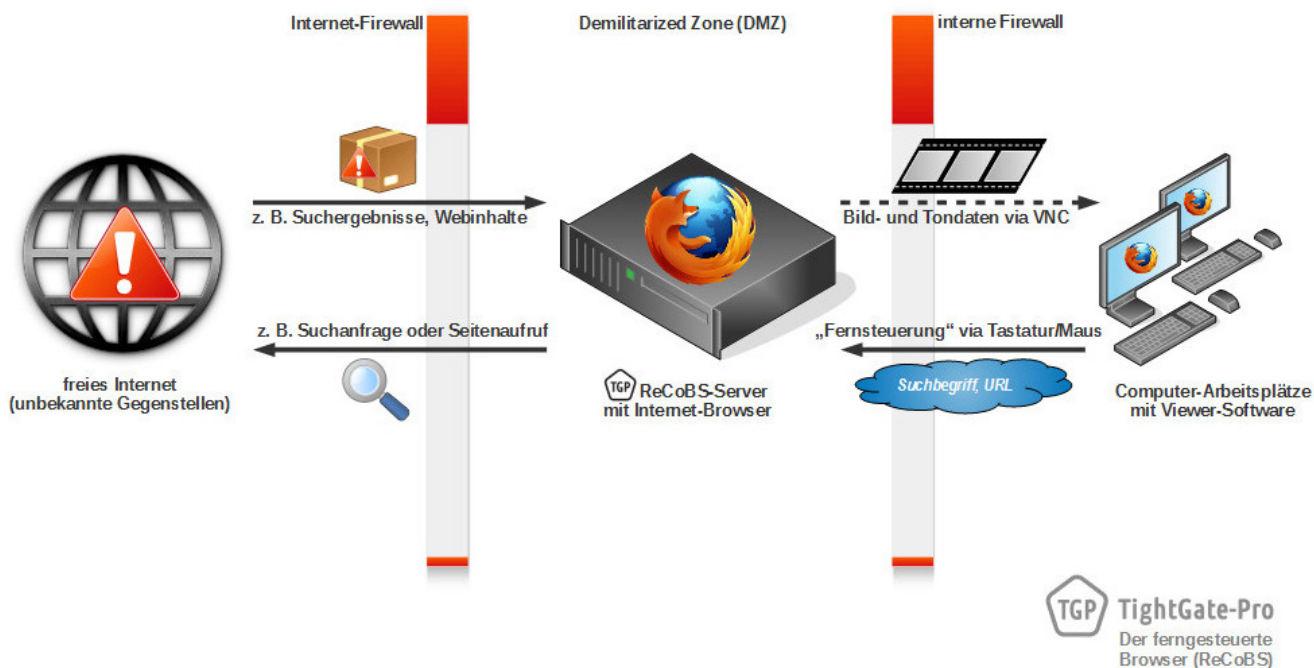 Internet-Firewall
Demilitarized Zone (DMZ)
interne Firewall
z. B. Suchergebnisse, Webinhalte
Bild- und Tondaten via VNC
z. B. Suchanfrage oder Seitenaufruf
„Fernsteuerung“ via Tastatur/Maus
Suchbegriff, URL
freies Internet
(unbekannte Gegenstellen)
TGP ReCoBS-Server
mit Internet-Browser
Computer-Arbeitsplätze
mit Viewer-Software
TGP TightGate-Pro
Der ferngesteuerte
Browser (ReCoBS)